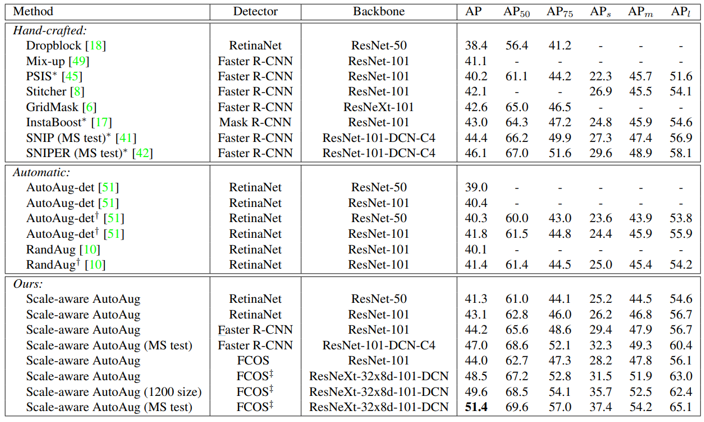 Method Detector Backbone AP AP50 AP75 APs APm APl
Hand-crafted:
Dropblock [18] RetinaNet ResNet-50 38.4 56.4 41.2 - - -
Mix-up [49] Faster R-CNN ResNet-101 41.1 - - - - -
PSIS* [45] Faster R-CNN ResNet-101 40.2 61.1 44.2 22.3 45.7 51.6
Stitcher [8] Faster R-CNN ResNet-101 42.1 - - 26.9 45.5 54.1
GridMask [6] Faster R-CNN ResNeXt-101 42.6 65.0 46.5 - - -
InstaBoost* [17] Mask R-CNN ResNet-101 43.0 64.3 47.2 24.8 45.9 54.6
SNIP (MS test)* [41] Faster R-CNN ResNet-101-DCN-C4 44.4 66.2 49.9 27.3 47.4 56.9
SNIPER (MS test)* [42] Faster R-CNN ResNet-101-DCN-C4 46.1 67.0 51.6 29.6 48.9 58.1
Automatic:
AutoAug-det [51] RetinaNet ResNet-50 39.0 - - - - -
AutoAug-det [51] RetinaNet ResNet-101 40.4 - - - - -
AutoAug-det† [51] RetinaNet ResNet-50 40.3 60.0 43.0 23.6 43.9 53.8
AutoAug-det† [51] RetinaNet ResNet-101 41.8 61.5 44.8 24.4 45.9 55.9
RandAug [10] RetinaNet ResNet-101 40.1 - - - - -
RandAug† [10] RetinaNet ResNet-101 41.4 61.4 44.5 25.0 45.4 54.2
Ours:
Scale-aware AutoAug RetinaNet ResNet-50 41.3 61.0 44.1 25.2 44.5 54.6
Scale-aware AutoAug RetinaNet ResNet-101 43.1 62.8 46.0 26.2 46.8 56.7
Scale-aware AutoAug Faster R-CNN ResNet-101 44.2 65.6 48.6 29.4 47.9 56.7
Scale-aware AutoAug (MS test) Faster R-CNN ResNet-101-DCN-C4 47.0 68.6 52.1 32.3 49.3 60.4
Scale-aware AutoAug FCOS ResNet-101 44.0 62.7 47.3 28.2 47.8 56.1
Scale-aware AutoAug FCOS‡ ResNeXt-32x8d-101-DCN 48.5 67.2 52.8 31.5 51.9 63.0
Scale-aware AutoAug (1200 size) FCOS‡ ResNeXt-32x8d-101-DCN 49.6 68.5 54.1 35.7 52.5 62.4
Scale-aware AutoAug (MS test) FCOS‡ ResNeXt-32x8d-101-DCN 51.4 69.6 57.0 37.4 54.2 65.1